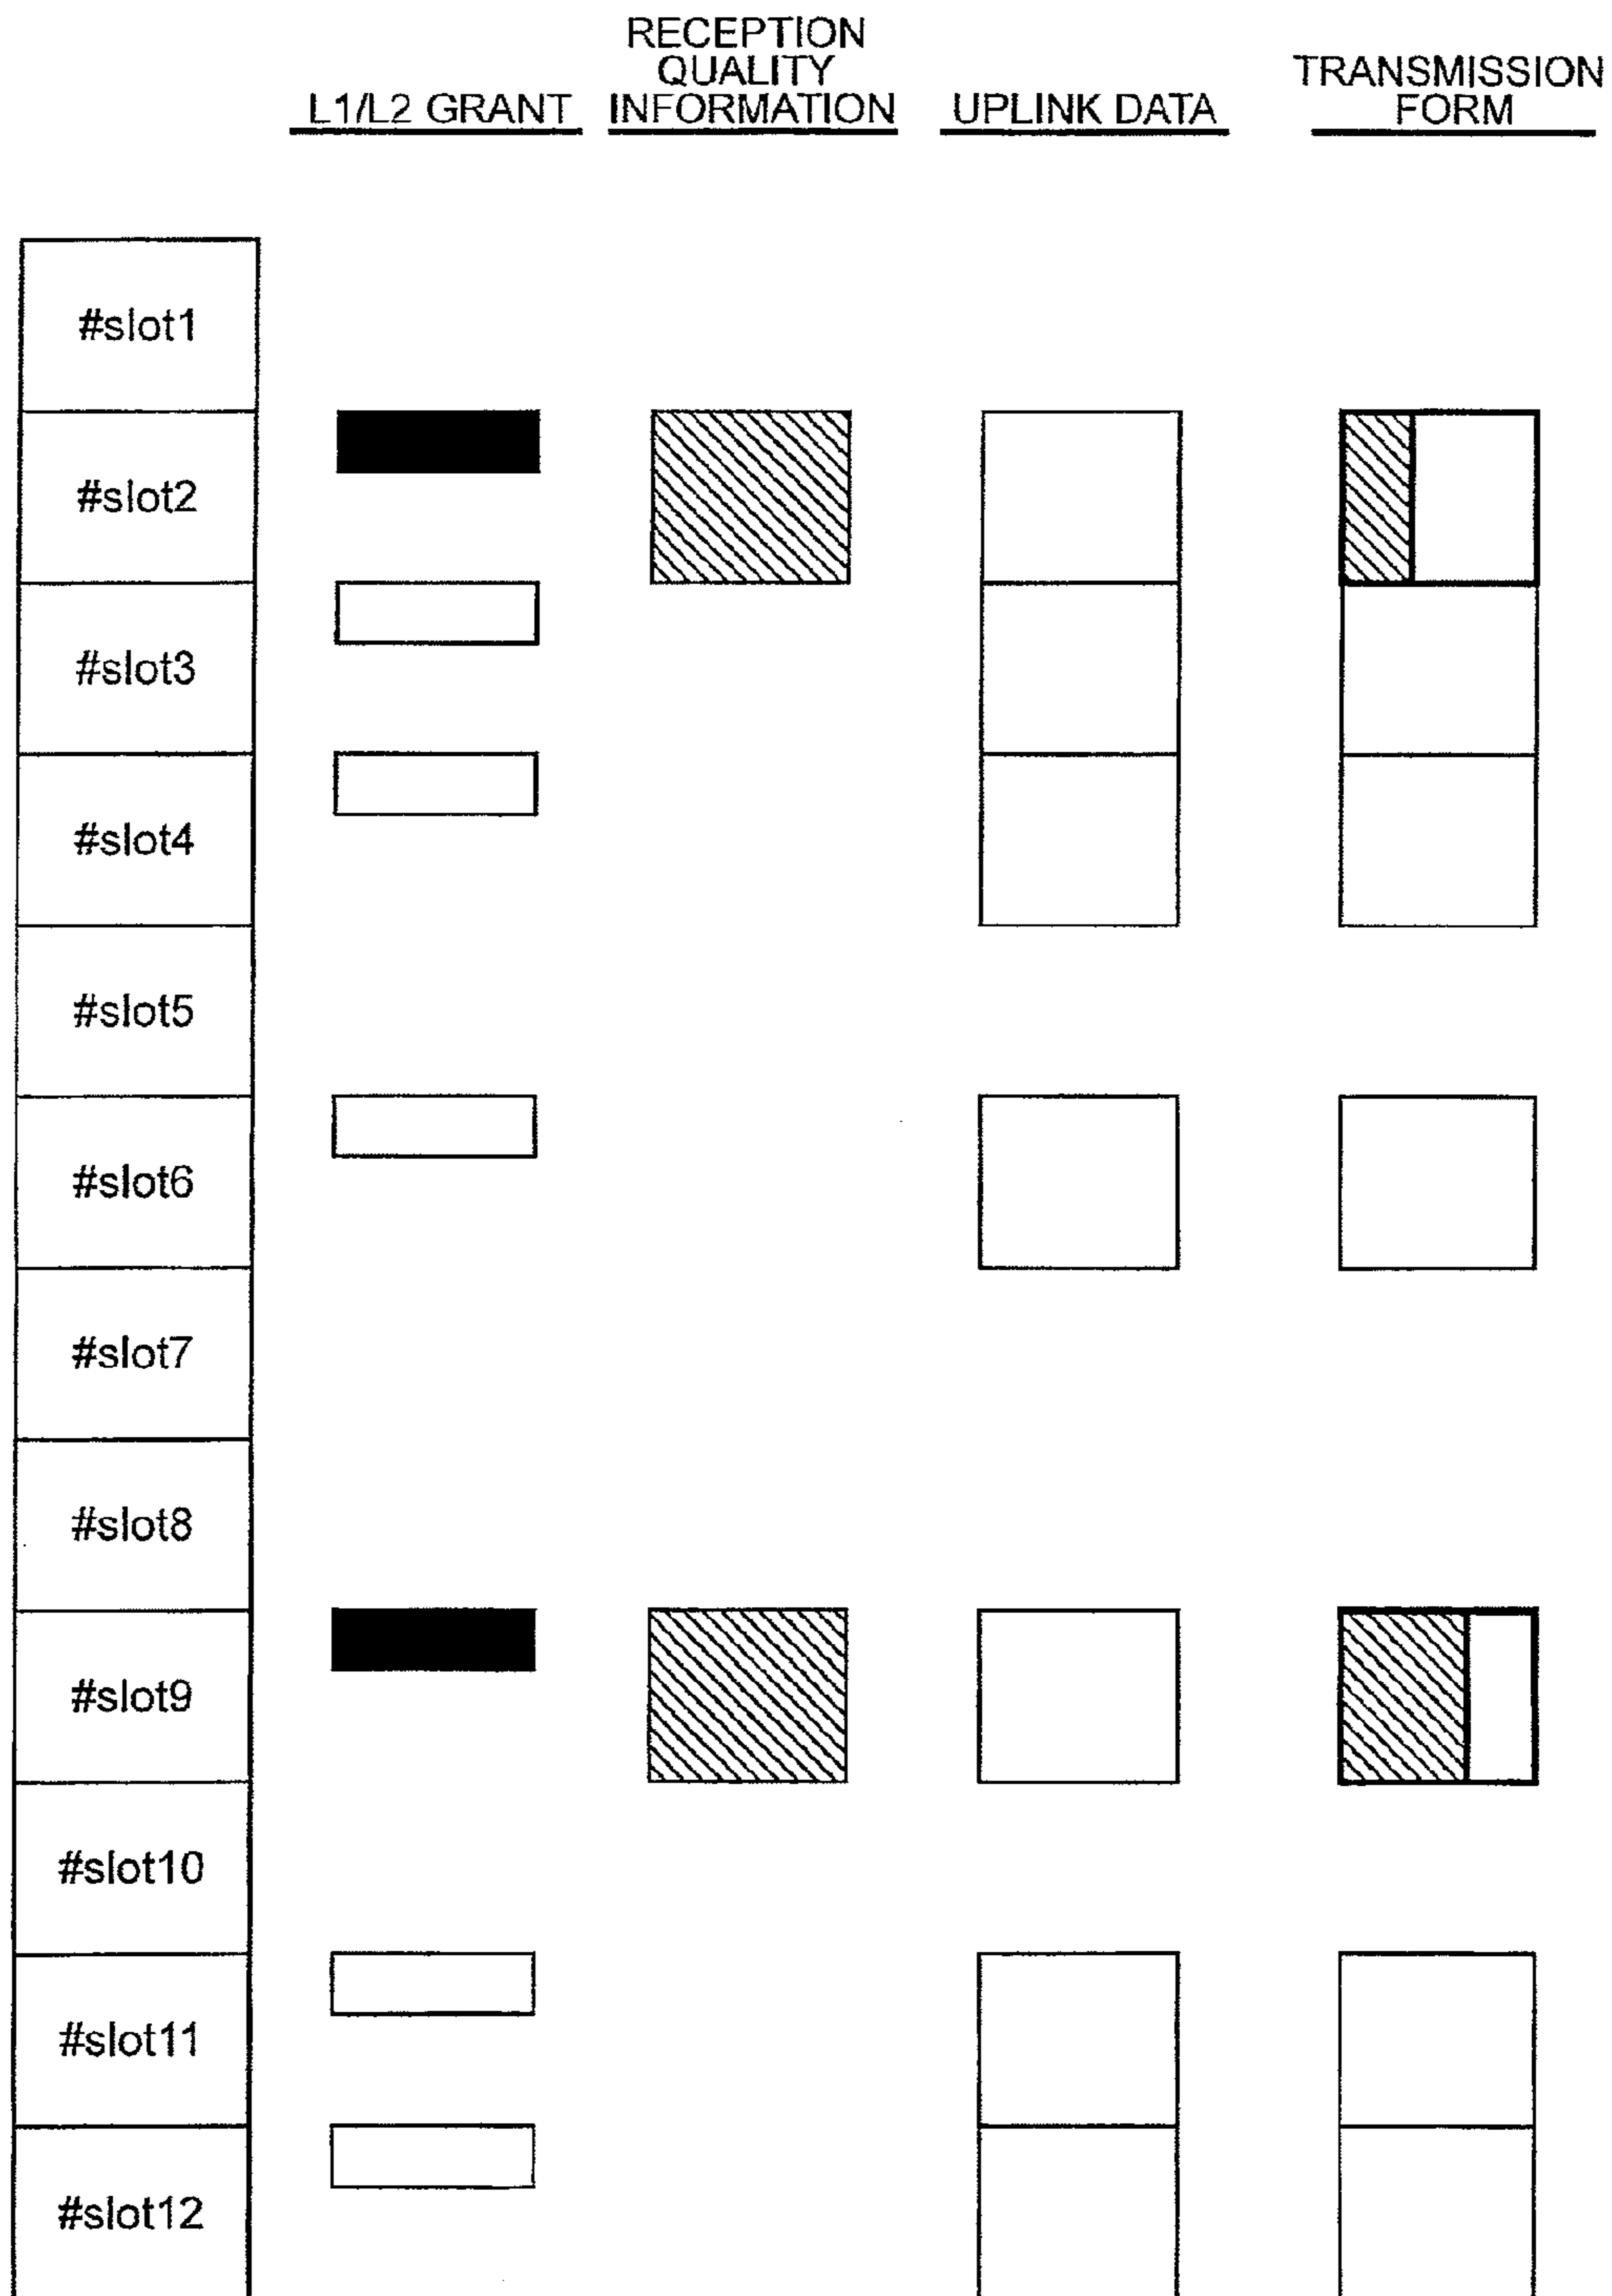 L1/L2 GRANT
RECEPTION
QUALITY
INFORMATION
UPLINK DATA
TRANSMISSION
FORM
#slot1
#slot2
#slot3
#slot4
#slot5
#slot6
#slot7
#slot8
#slot9
#slot10
#slot11
#slot12